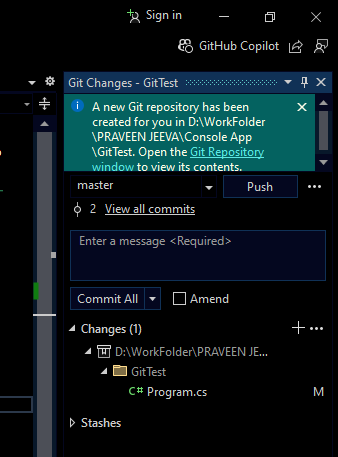 Sign in
GitHub Copilot
Git Changes - GitTest
A new Git repository has been
created for you in D:\WorkFolder
\PRAVEEN JEEVA\Console App
\GitTest. Open the Git Repository
window to view its contents.
master
Push
2 View all commits
Enter a message <Required>
Commit All
Amend
Changes (1)
D:\WorkFolder\PRAVEEN JE...
GitTest
C# Program.cs M
Stashes